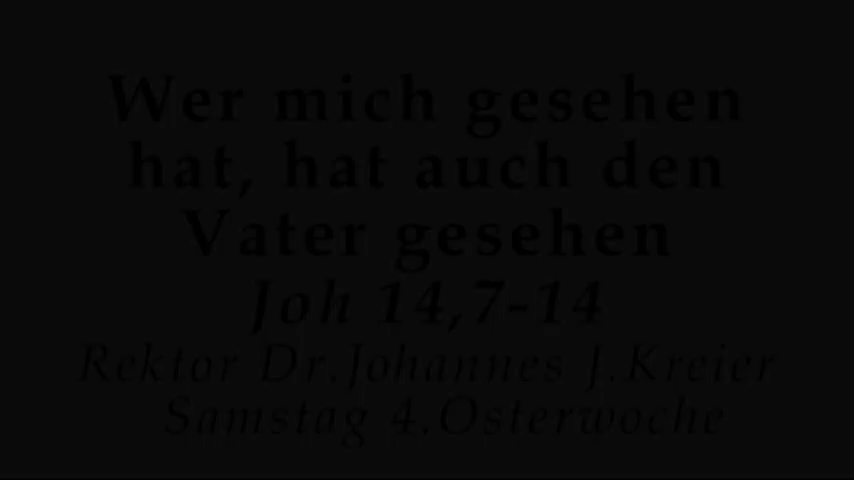 Wer mich gesehen
hat, hat auch den
Vater gesehen
Joh 14,7-14
Rektor Dr.Johannes J.Kreier
Samstag 4.Osterwoche